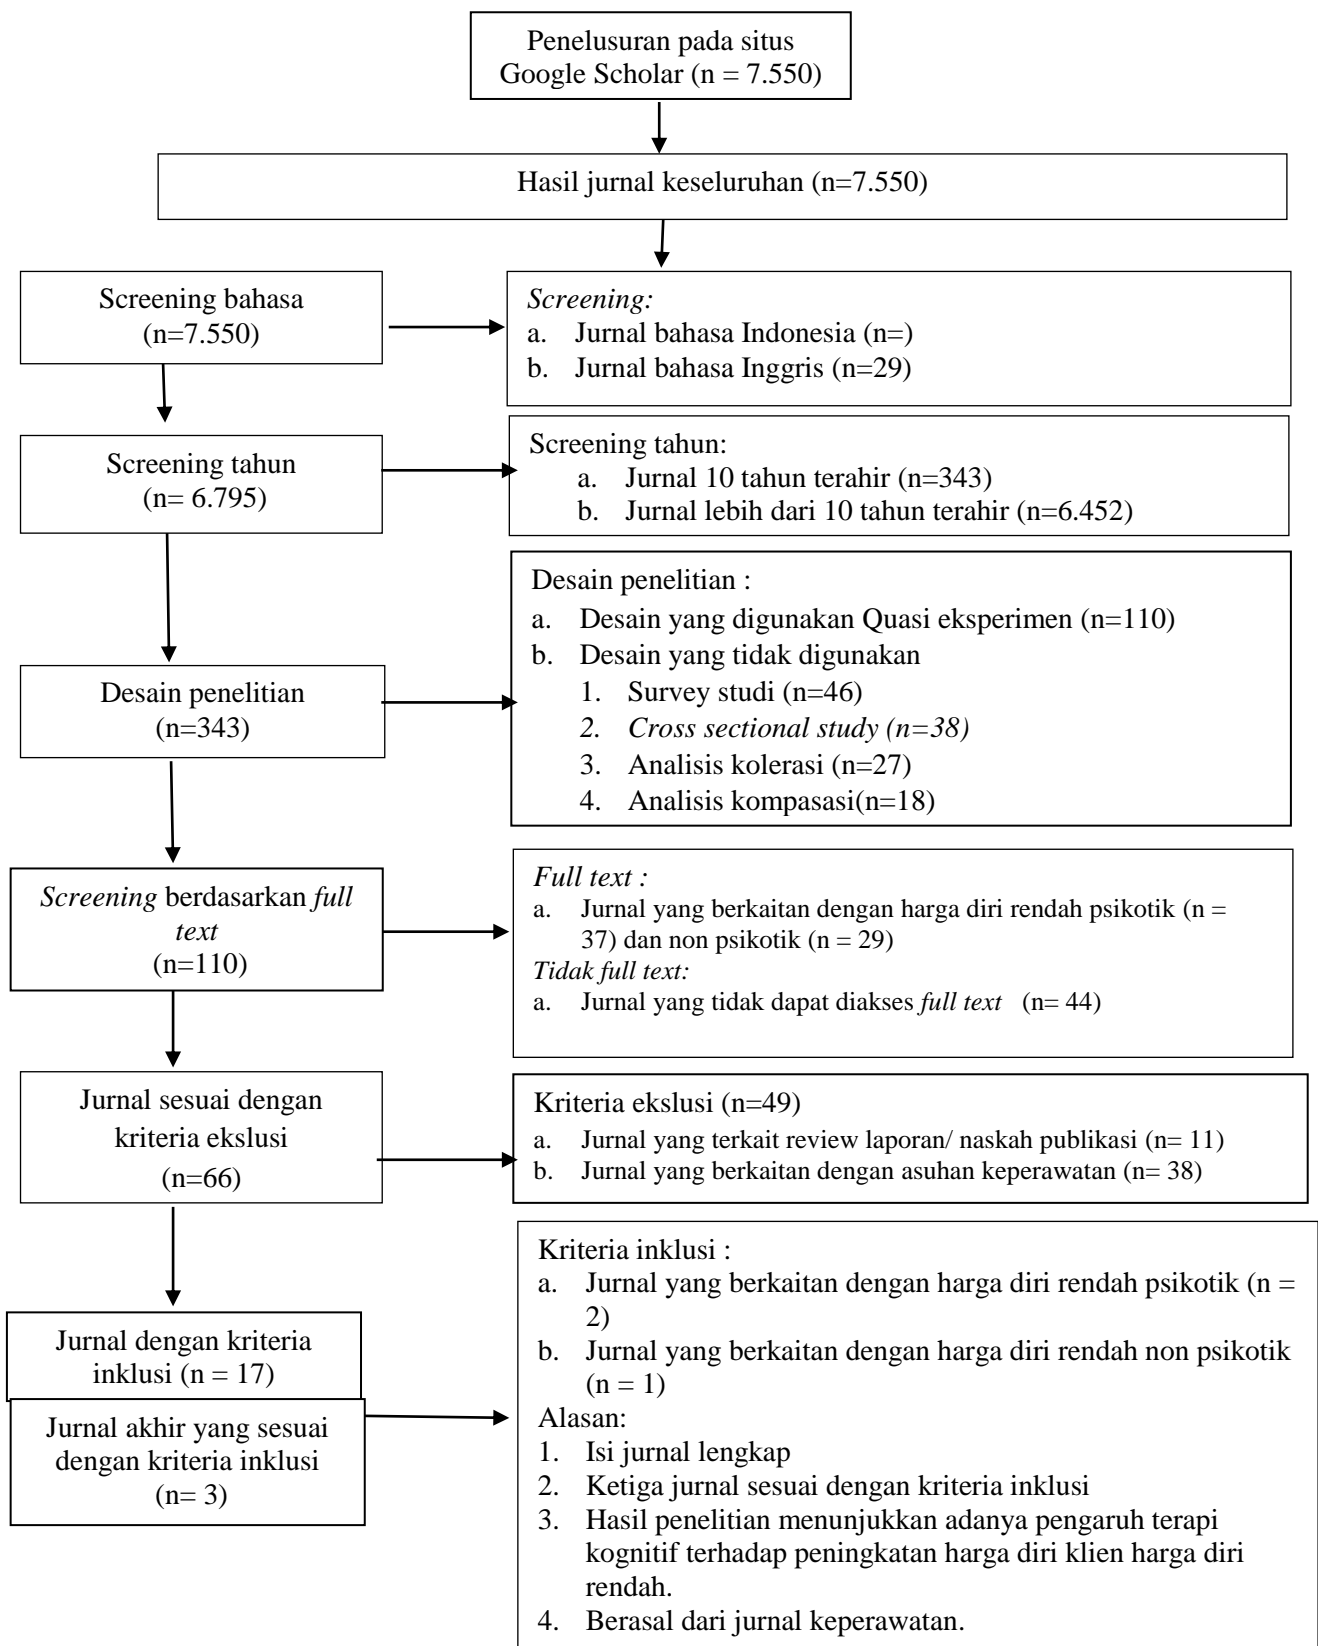 Penelusuran pada situs
Google Scholar (n = 7.550)
Hasil jurnal keseluruhan (n=7.550)
Screening bahasa
(n=7.550)
Screening:
a. Jurnal bahasa Indonesia (n=)
b. Jurnal bahasa Inggris (n=29)
Screening tahun
(n= 6.795)
Screening tahun:
a. Jurnal 10 tahun terahir (n=343)
b. Jurnal lebih dari 10 tahun terahir (n=6.452)
Desain penelitian
(n=343)
Desain penelitian :
a. Desain yang digunakan Quasi eksperimen (n=110)
b. Desain yang tidak digunakan
1. Survey studi (n=46)
2. Cross sectional study (n=38)
3. Analisis kolerasi (n=27)
4. Analisis kompasasi(n=18)
Screening berdasarkan full
text
(n=110)
Full text :
a. Jurnal yang berkaitan dengan harga diri rendah psikotik (n =
37) dan non psikotik (n = 29)
Tidak full text:
a. Jurnal yang tidak dapat diakses full text (n= 44)
Jurnal sesuai dengan
kriteria ekslusi
(n=66)
Kriteria ekslusi (n=49)
a. Jurnal yang terkait review laporan/ naskah publikasi (n= 11)
b. Jurnal yang berkaitan dengan asuhan keperawatan (n= 38)
Jurnal dengan kriteria
inklusi (n = 17)
Jurnal akhir yang sesuai
dengan kriteria inklusi
(n= 3)
Kriteria inklusi :
a. Jurnal yang berkaitan dengan harga diri rendah psikotik (n =
2)
b. Jurnal yang berkaitan dengan harga diri rendah non psikotik
(n = 1)
Alasan:
1. Isi jurnal lengkap
2. Ketiga jurnal sesuai dengan kriteria inklusi
3. Hasil penelitian menunjukkan adanya pengaruh terapi
kognitif terhadap peningkatan harga diri klien harga diri
rendah.
4. Berasal dari jurnal keperawatan.